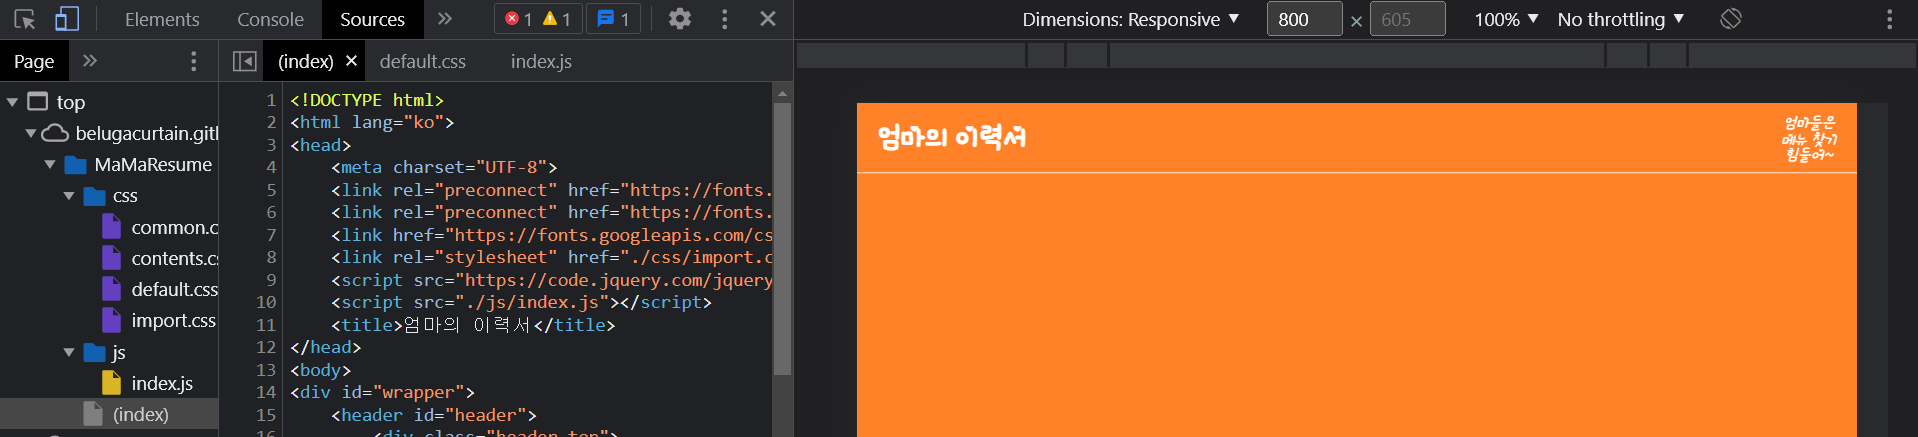 Elements Console Sources 1 1 1 Dimensions: Responsive 800 × 605 100% No throttling
Page (index) default.css index.js
top
belugacurtain.gitl
MaMaResume
css
common.c
contents.cs
default.css
import.css
js
index.js
(index)
1 <!DOCTYPE html>
2 <html lang="ko">
3 <head>
4 <meta charset="UTF-8">
5 <link rel="preconnect" href="https://fonts.
6 <link rel="preconnect" href="https://fonts.
7 <link href="https://fonts.googleapis.com/cs
8 <link rel="stylesheet" href="./css/import.c
9 <script src="https://code.jquery.com/jquery
10 <script src="./js/index.js"></script>
11 <title>엄마의 이력서</title>
12 </head>
13 <body>
14 <div id="wrapper">
15 <header id="header">
16 <div class="header top">
엄마의 이력서
엄마들은
메뉴 찾기
힘들어~